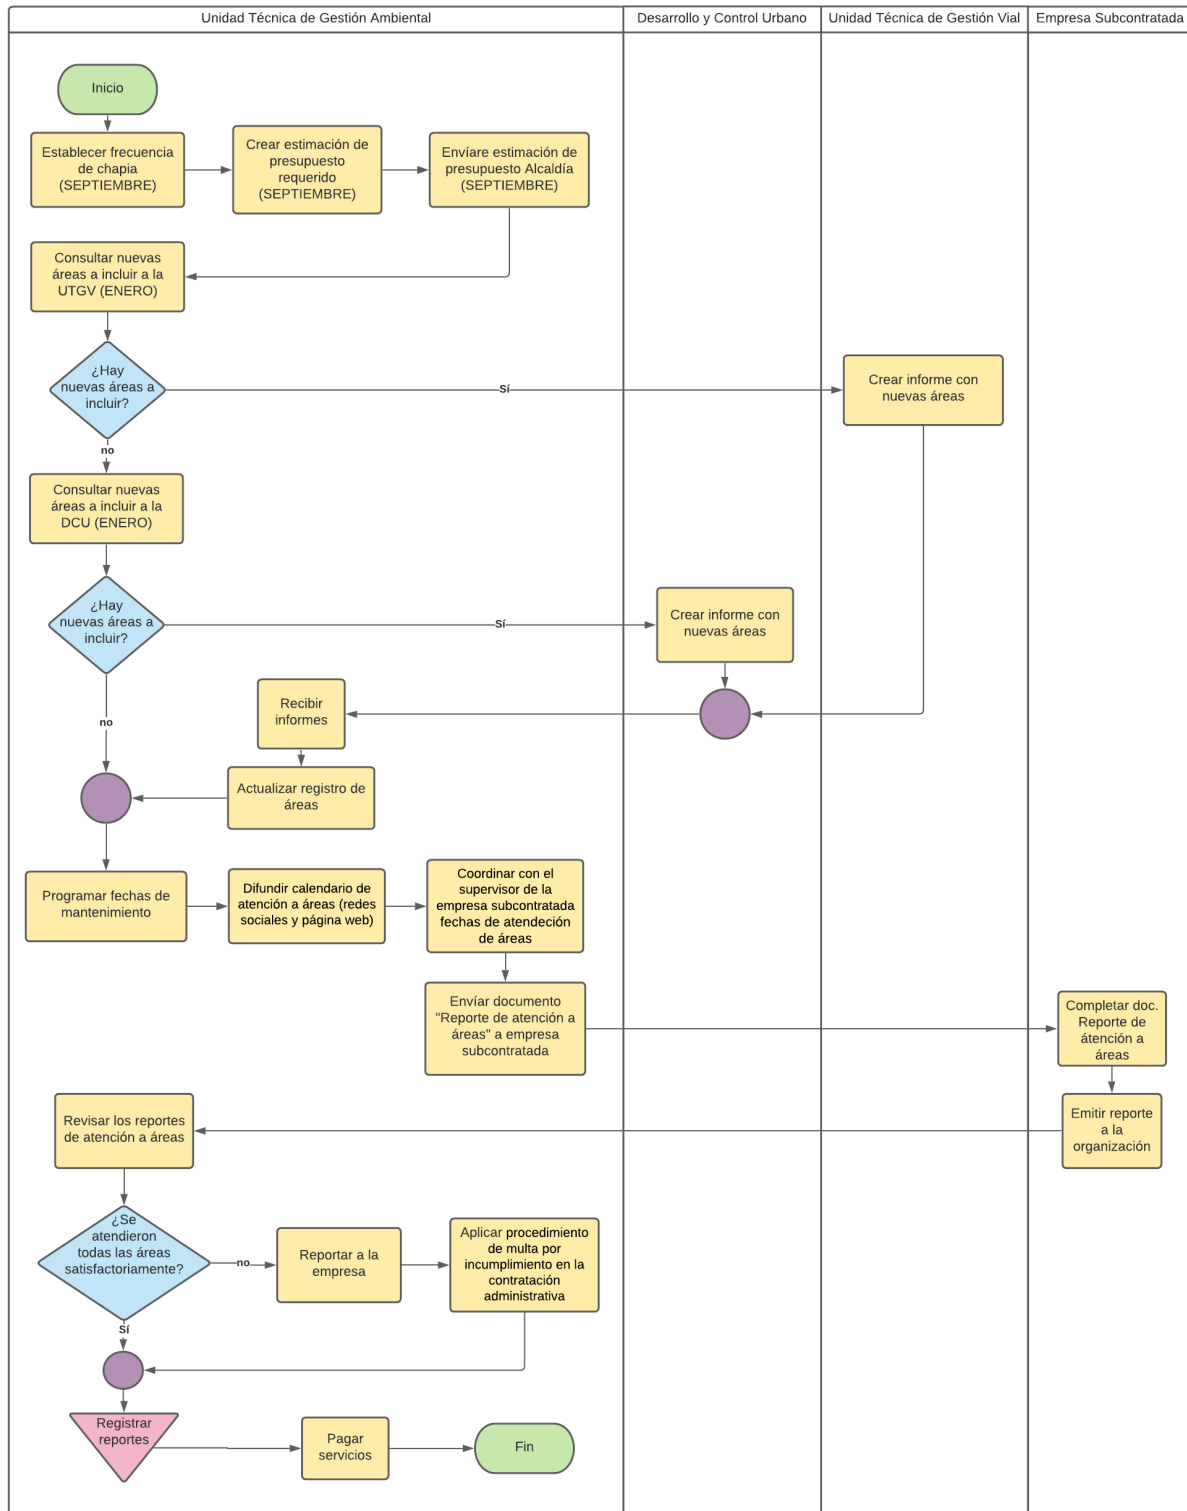 Unidad Técnica de Gestión Ambiental
Desarrollo y Control Urbano
Unidad Técnica de Gestión Vial
Empresa Subcontratada
Inicio
Establecer frecuencia
de chapia
(SEPTIEMBRE)
Crear estimación de
presupuesto
requerido
(SEPTIEMBRE)
Envíare estimación de
presupuesto Alcaldía
(SEPTIEMBRE)
Consultar nuevas
áreas a incluir a la
UTGV (ENERO)
¿Hay
nuevas áreas a
incluir?
Sí
Crear informe con
nuevas áreas
no
Consultar nuevas
áreas a incluir a la
DCU (ENERO)
¿Hay
nuevas áreas a
incluir?
Sí
Crear informe con
nuevas áreas
no
Recibir
informes
Actualizar registro de
áreas
Programar fechas de
mantenimiento
Difundir calendario de
atención a áreas (redes
sociales y página web)
Coordinar con el
supervisor de la
empresa subcontratada
fechas de atendeción
de áreas
Envíar documento
"Reporte de atención a
áreas" a empresa
subcontratada
Completar doc.
Reporte de
átención a
áreas
Emitir reporte
a la
organización
Revisar los reportes
de atención a áreas
¿Se
atendieron
todas las áreas
satisfactoriamente?
no
Reportar a la
empresa
Aplicar procedimiento
de multa por
incumplimiento en la
contratación
administrativa
Sí
Registrar
reportes
Pagar
servicios
Fin